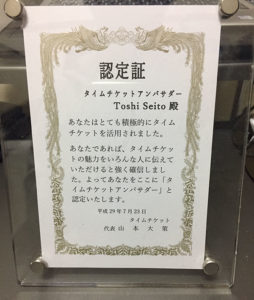 認定証
タイムチケットアンバサダー
Toshi Seito 殿
あなたはとても積極的にタイム
チケットを活用されました。
あなたであれば、タイムチケッ
トの魅力をいろんな人に伝えて
いただけると強く確信しまし
た。よってあなたをここに「タ
イムチケットアンバサダー」と
認定いたします。
平成29年7月23日
タイムチケット
代表 山本大策